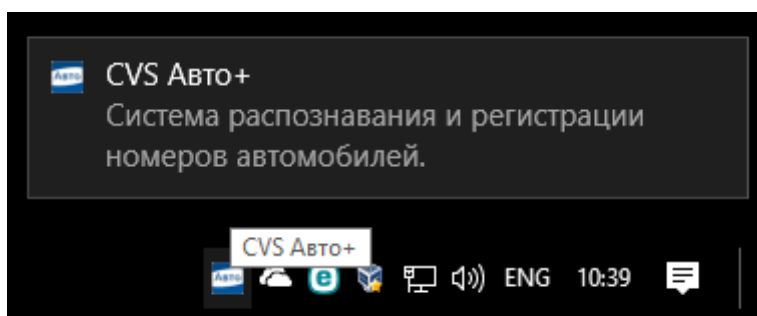 Авто
CVS Авто+
Система распознавания и регистрации
номеров автомобилей.
CVS Авто+
Авто
e
ENG
10:39